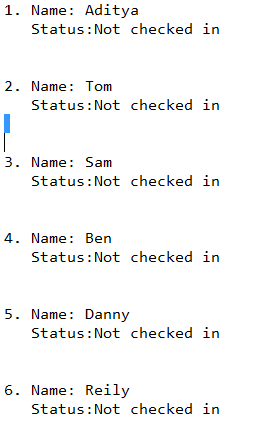 1. Name: Aditya
Status:Not checked in
2. Name: Tom
Status:Not checked in
3. Name: Sam
Status:Not checked in
4. Name: Ben
Status:Not checked in
5. Name: Danny
Status:Not checked in
6. Name: Reily
Status:Not checked in